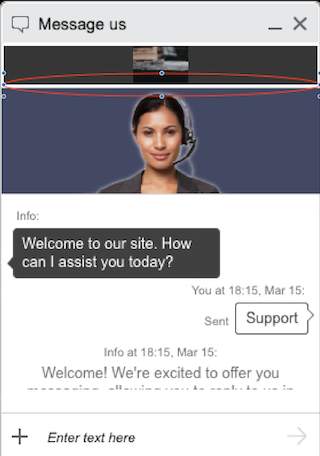 Message us
Info:
Welcome to our site. How
can I assist you today?
You at 18:15, Mar 15:
Sent
Support
Info at 18:15, Mar 15:
Welcome! We're excited to offer you
messaging, allowing you to reply to us in
Enter text here